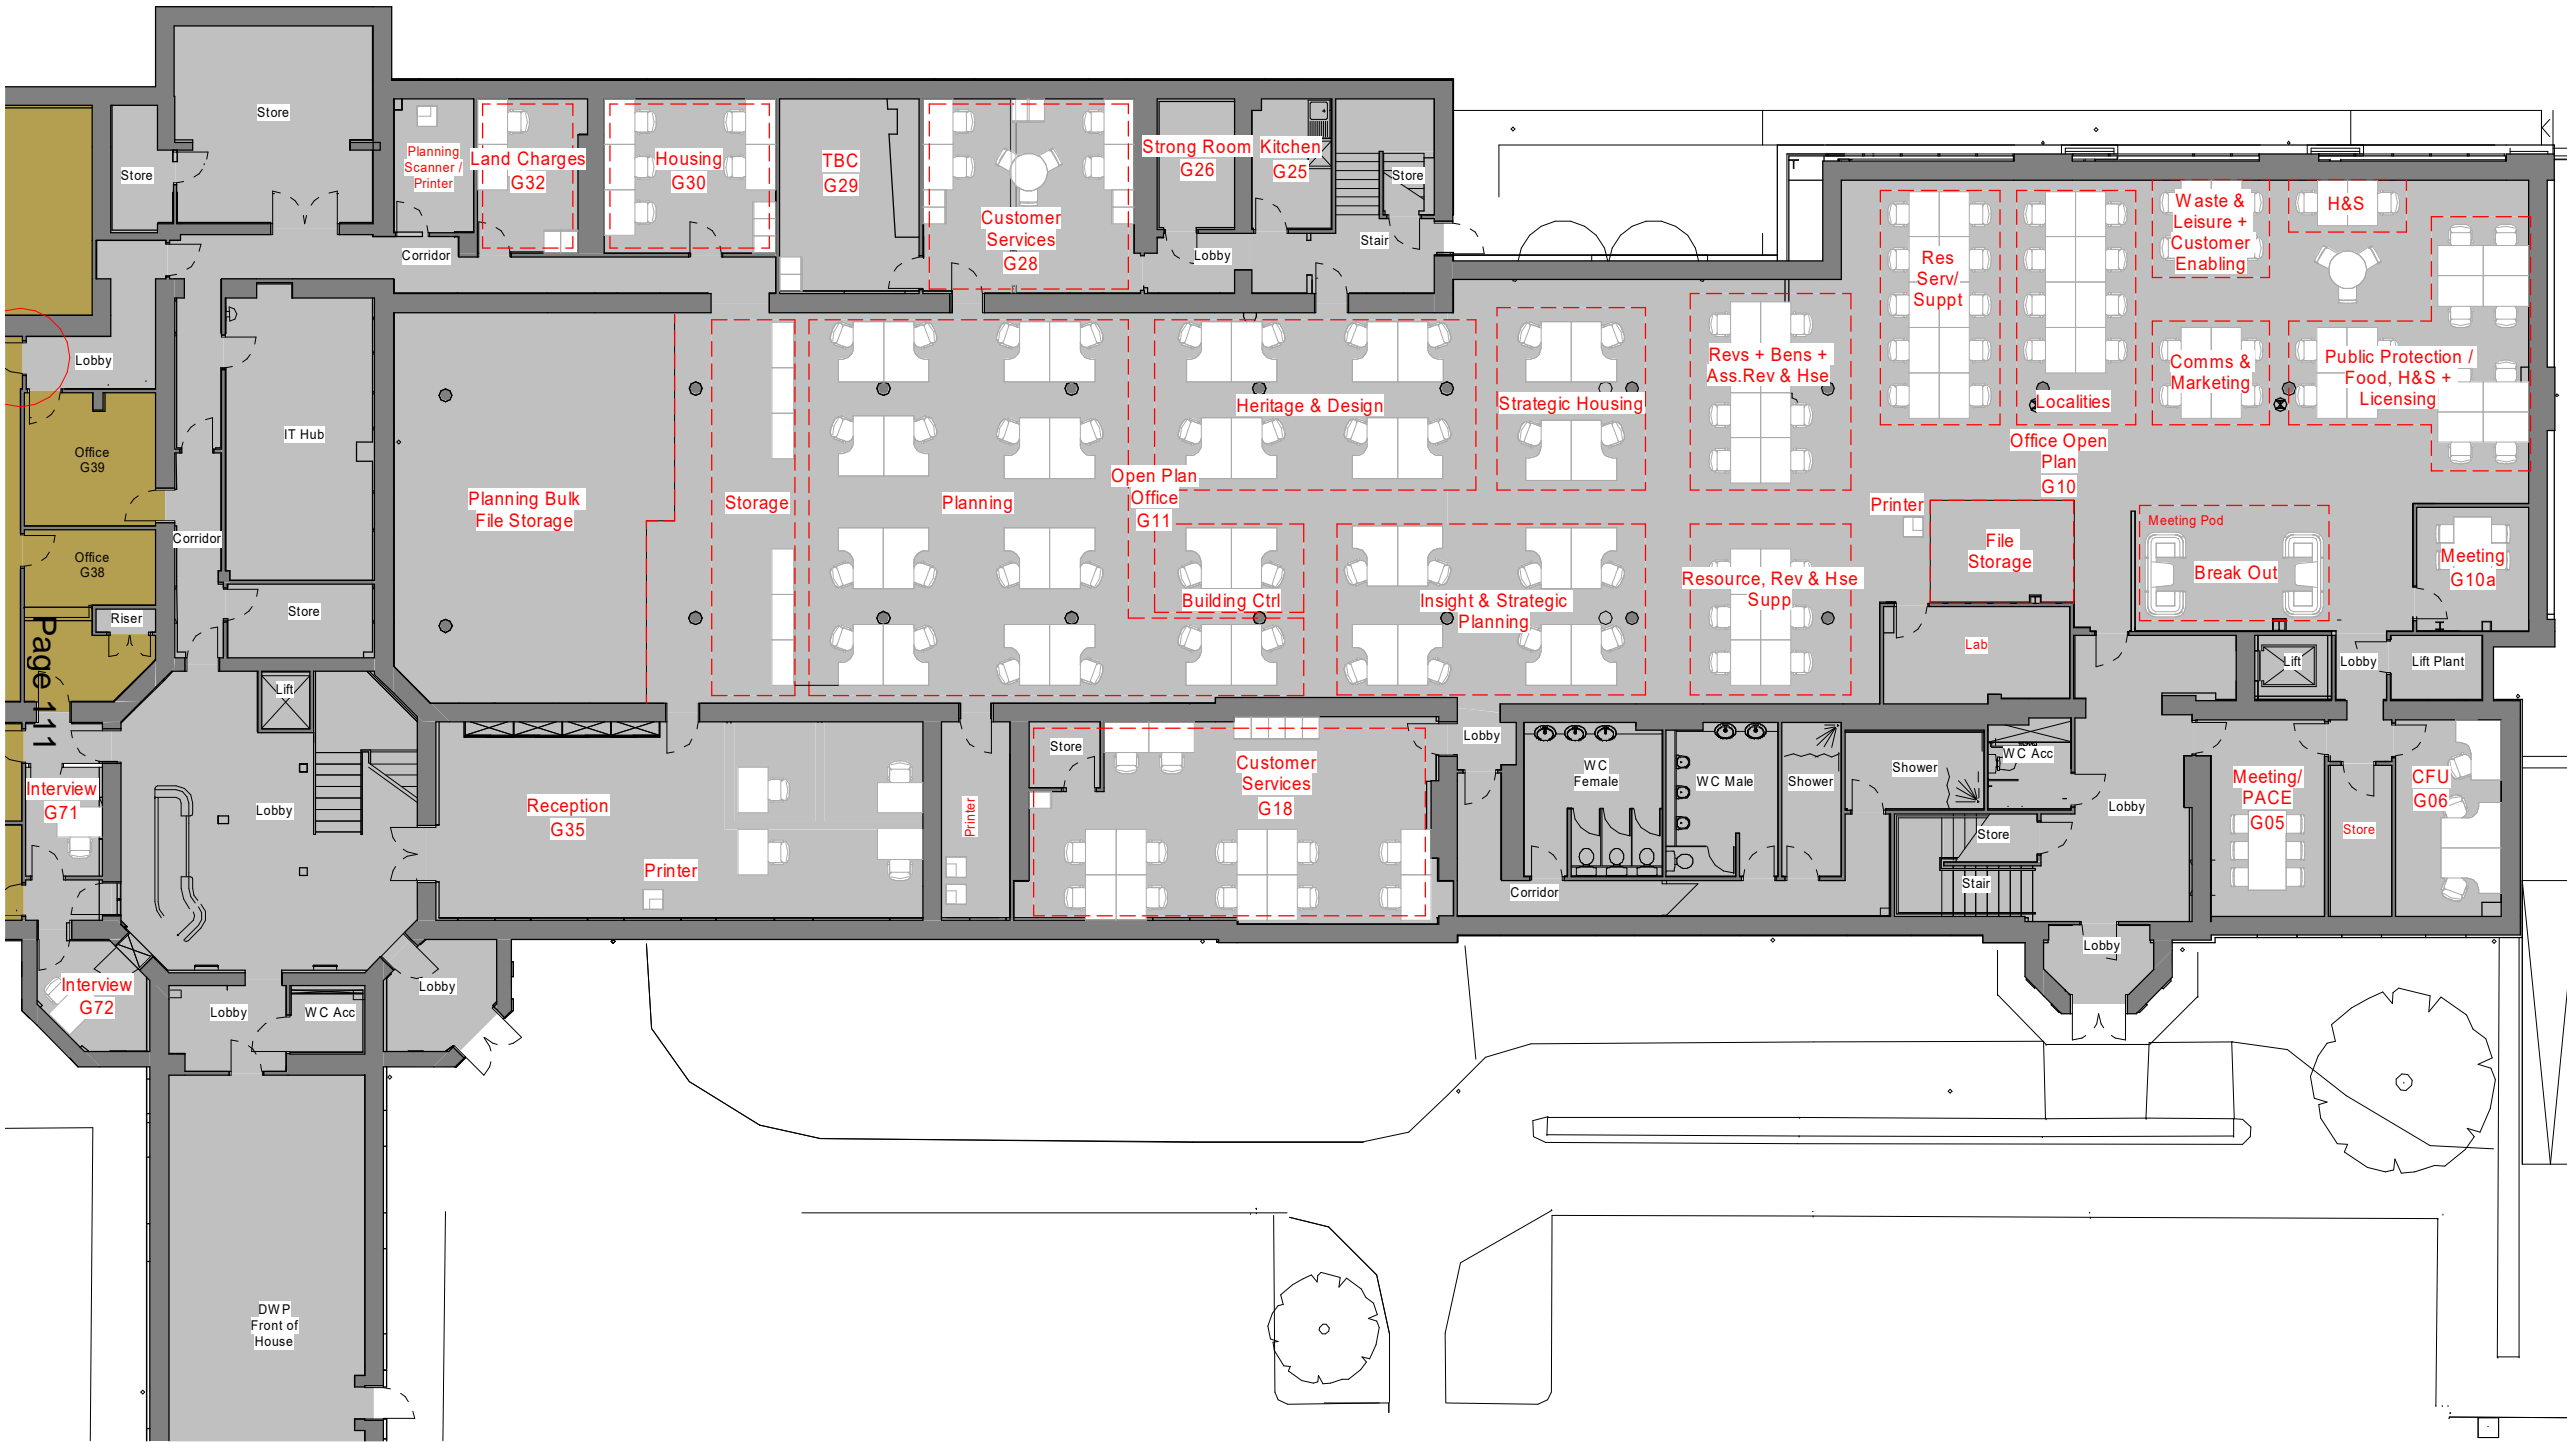 Store
Store
Planning
Scanner /
Printer
Land Charges
G32
Housing
G30
TBC
G29
Customer
Services
G28
Strong Room
G26
Kitchen
G25
Store
Stair
Lobby
Corridor
Waste &
Leisure +
Customer
Enabling
H&S
Res
Serv/
Suppt
Localities
Comms &
Marketing
Public Protection /
Food, H&S +
Licensing
Office Open
Plan
G10
Lobby
Office
G39
IT Hub
Corridor
Office
G38
Riser
Store
Page 111
Planning Bulk
File Storage
Storage
Planning
Open Plan
Office
G11
Heritage & Design
Strategic Housing
Revs + Bens +
Ass.Rev & Hse
Building Ctrl
Insight & Strategic
Planning
Resource, Rev & Hse
Supp
Printer
File
Storage
Meeting Pod
Break Out
Meeting
G10a
Lab
Lift
Lobby
Lift Plant
Lift
Interview
G71
Lobby
Reception
G35
Printer
Printer
Store
Customer
Services
G18
Lobby
WC
Female
WC Male
Shower
Shower
WC Acc
Corridor
Store
Stair
Lobby
Meeting/
PACE
G05
Store
CFU
G06
Lobby
Interview
G72
Lobby
WC Acc
Lobby
DWP
Front of
House